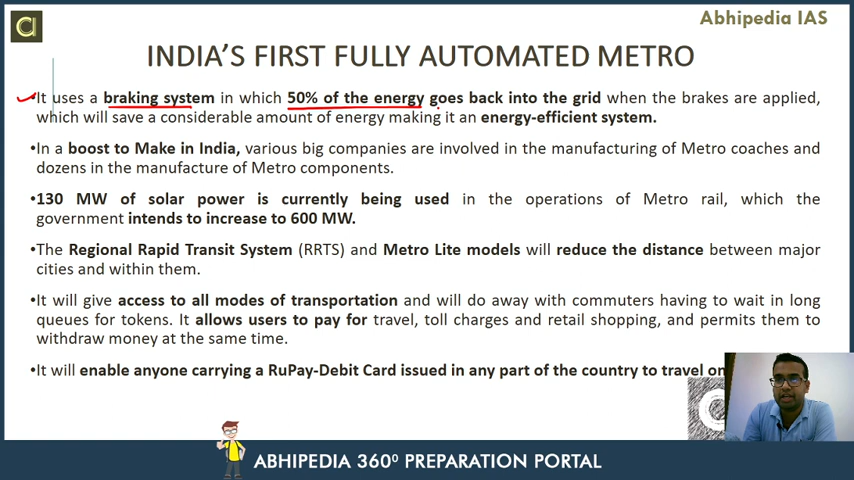 Abhipedia IAS
INDIA'S FIRST FULLY AUTOMATED METRO
•It uses a braking system in which 50% of the energy goes back into the grid when the brakes are applied,
which will save a considerable amount of energy making it an energy-efficient system.
•In a boost to Make in India, various big companies are involved in the manufacturing of Metro coaches and
dozens in the manufacture of Metro components.
•130 MW of solar power is currently being used in the operations of Metro rail, which the
government intends to increase to 600 MW.
•The Regional Rapid Transit System (RRTS) and Metro Lite models will reduce the distance between major
cities and within them.
•It will give access to all modes of transportation and will do away with commuters having to wait in long
queues for tokens. It allows users to pay for travel, toll charges and retail shopping, and permits them to
withdraw money at the same time.
•It will enable anyone carrying a RuPay-Debit Card issued in any part of the country to travel on
ABHIPEDIA 360⁰ PREPARATION PORTAL